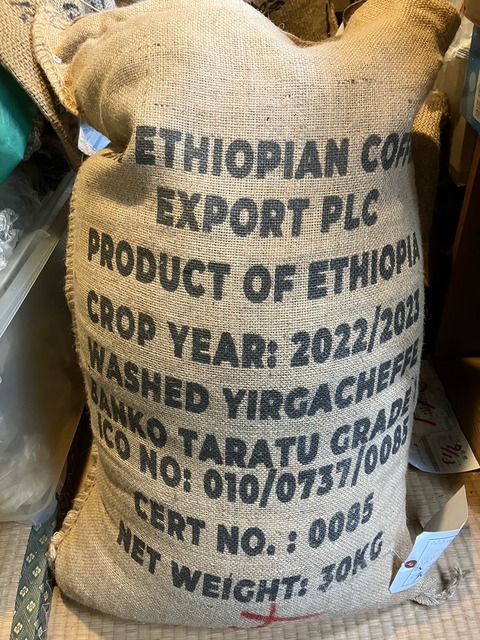 ETHIOPIAN COFF
EXPORT PLC
PRODUCT OF ETHIOPIA
CROP YEAR: 2022/2023
WASHED YIRGACHEFFE
BANKO TARATU GRADE
ICO NO: 010/0737/0085
CERT NO. : 0085
NET WEIGHT: 30KG